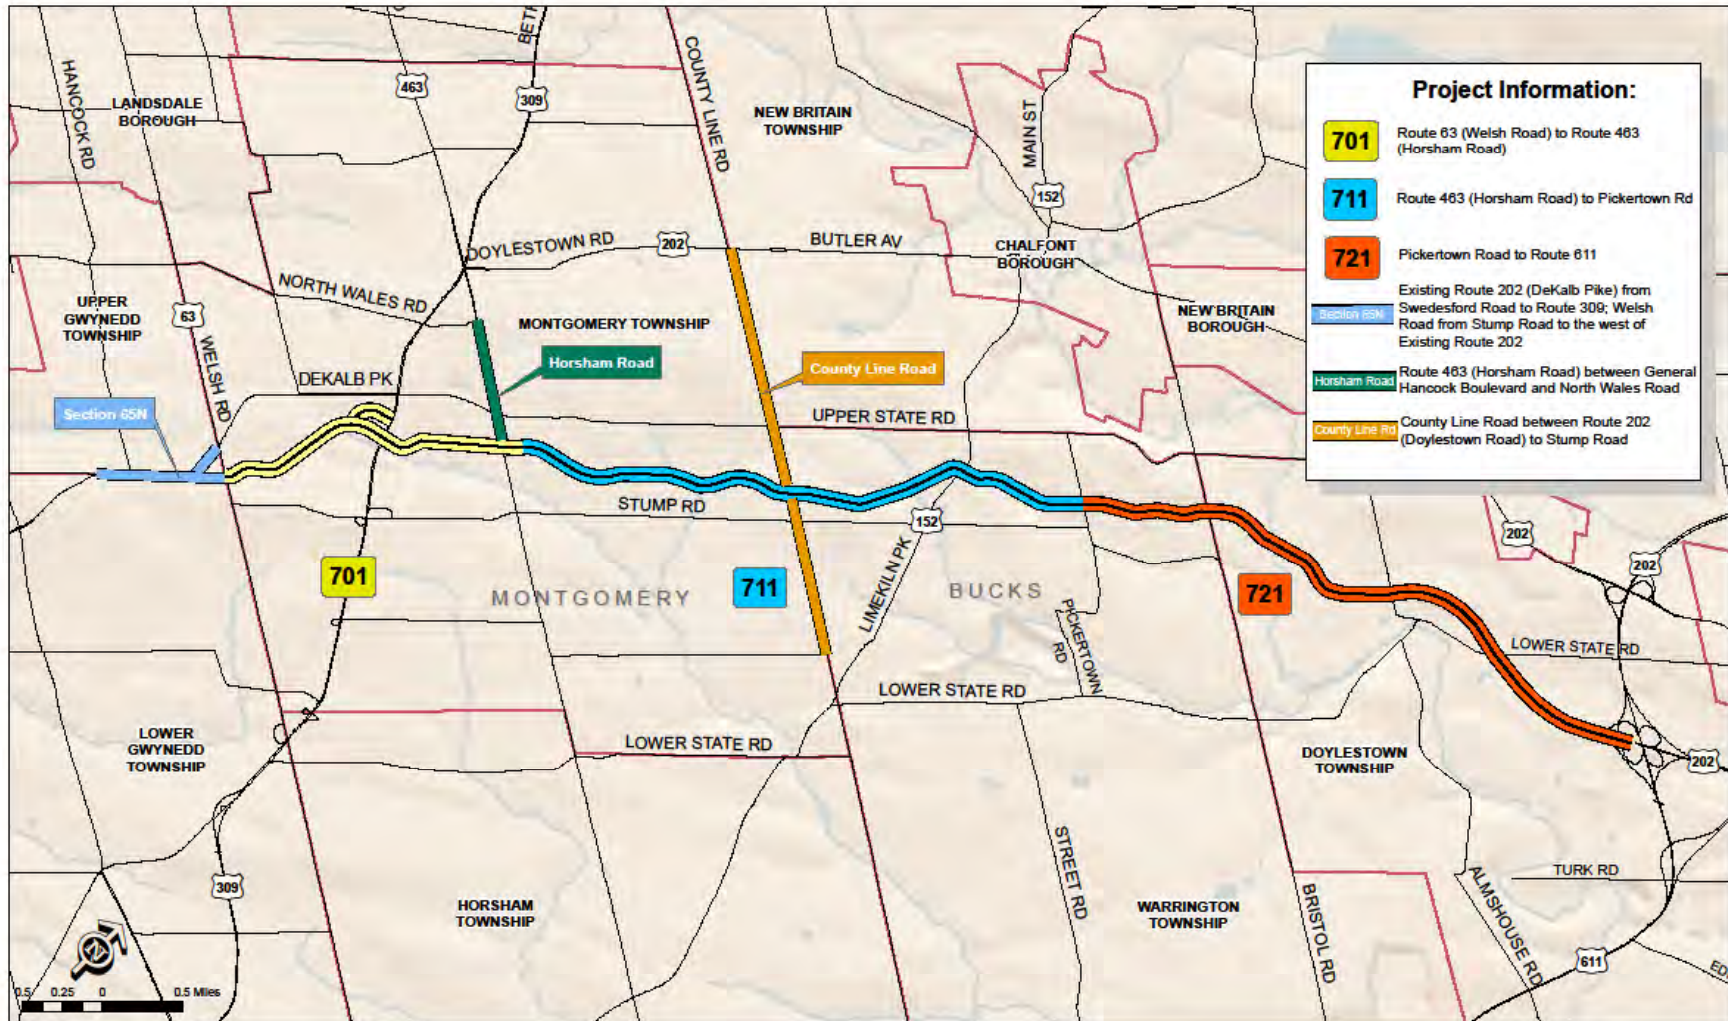 Project Information:
701
Route 63 (Welsh Road) to Route 463
(Horsham Road)
711
Route 463 (Horsham Road) to Pickertown Rd
721
Pickertown Road to Route 611
Section 65N
Existing Route 202 (DeKalb Pike) from
Swedesford Road to Route 309; Welsh
Road from Stump Road to the west of
Existing Route 202
Horsham Road
Route 463 (Horsham Road) between General
Hancock Boulevard and North Wales Road
County Line Rd
County Line Road between Route 202
(Doylestown Road) to Stump Road
HANCOCK RD
LANDSDALE
BOROUGH
463
309
COUNTY LINE RD
NEW BRITAIN
TOWNSHIP
MAIN ST
152
DOYLESTOWN RD
202
BUTLER AV
CHALFONT
BOROUGH
NORTH WALES RD
UPPER
GWYNEDD
TOWNSHIP
63
WELSH RD
MONTGOMERY TOWNSHIP
NEW BRITAIN
BOROUGH
Horsham Road
County Line Road
DEKALB PK
Section 65N
UPPER STATE RD
STUMP RD
152
202
202
701
MONTGOMERY
711
LIMEKILN PK
BUCKS
PICKERTOWN
RD
721
LOWER STATE RD
LOWER STATE RD
LOWER STATE RD
LOWER
GWYNEDD
TOWNSHIP
DOYLESTOWN
TOWNSHIP
202
309
HORSHAM
TOWNSHIP
STREET RD
WARRINGTON
TOWNSHIP
BRISTOL RD
ALMSHOUSE RD
TURK RD
611
N
0.5 0.25 0 0.5 Miles